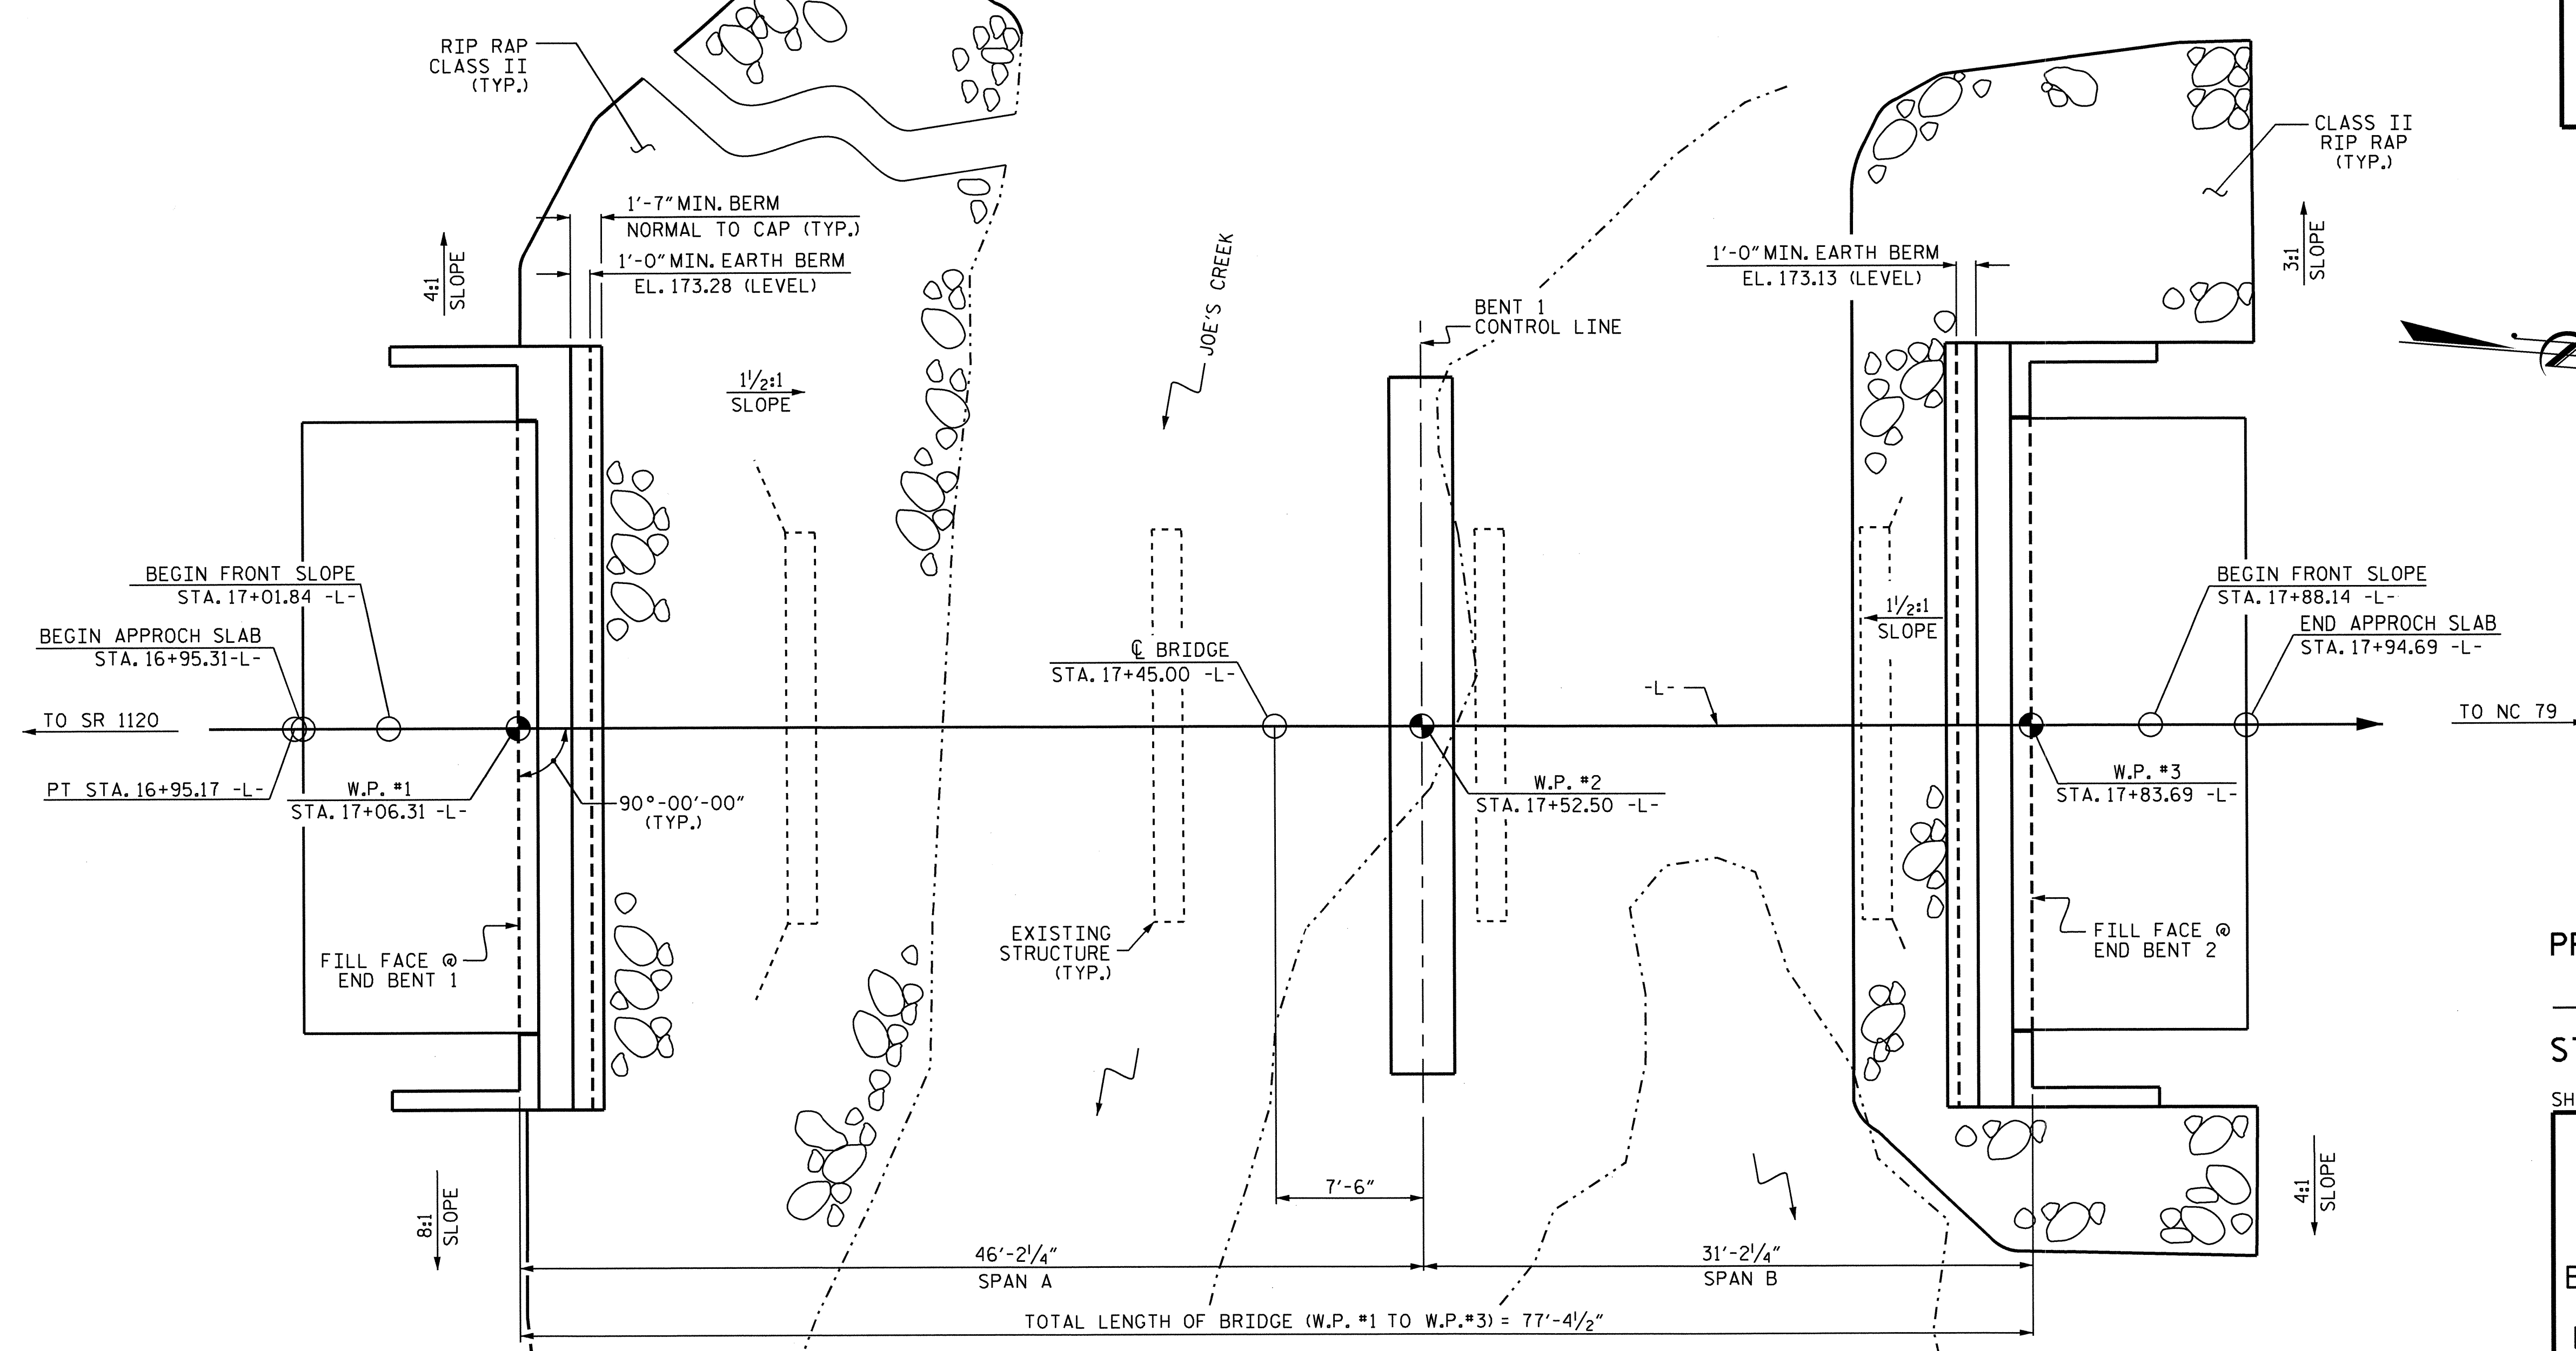 RIP RAP
CLASS II
(TYP.)
CLASS II
RIP RAP
(TYP.)
1'-7" MIN. BERM
NORMAL TO CAP (TYP.)
1'-0" MIN. EARTH BERM
EL. 173.28 (LEVEL)
1'-0" MIN. EARTH BERM
EL. 173.13 (LEVEL)
4:1
SLOPE
3:1
SLOPE
JOE'S CREEK
BENT 1
CONTROL LINE
1½:1
SLOPE
BEGIN FRONT SLOPE
STA. 17+01.84 -L-
BEGIN APPROCH SLAB
STA. 16+95.31-L-
TO SR 1120
PT STA. 16+95.17 -L-
W.P. #1
STA. 17+06.31 -L-
90°-00'-00"
(TYP.)
℄ BRIDGE
STA. 17+45.00 -L-
-L-
W.P. #2
STA. 17+52.50 -L-
1½:1
SLOPE
BEGIN FRONT SLOPE
STA. 17+88.14 -L-
END APPROCH SLAB
STA. 17+94.69 -L-
TO NC 79
W.P. #3
STA. 17+83.69 -L-
FILL FACE @
END BENT 1
EXISTING
STRUCTURE
(TYP.)
FILL FACE @
END BENT 2
8:1
SLOPE
4:1
SLOPE
7'-6"
46'-2¼"
SPAN A
31'-2¼"
SPAN B
TOTAL LENGTH OF BRIDGE (W.P. #1 TO W.P.#3) = 77'-4½"